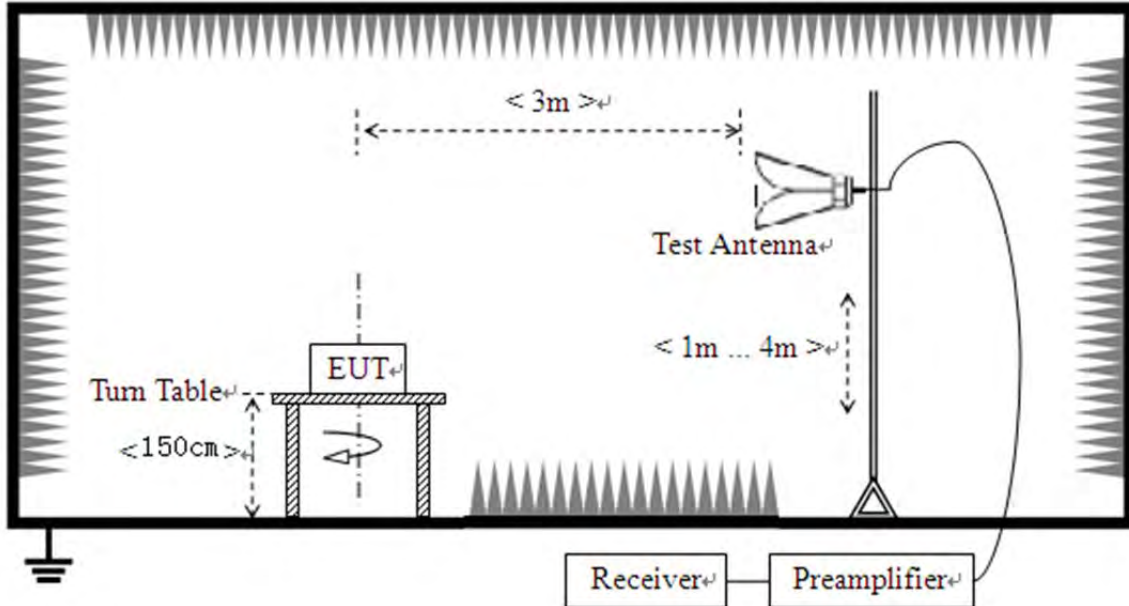 < 3m >↵
Test Antenna↵
< 1m ... 4m >↵
EUT↵
Turn Table↵
<150cm>↵
Receiver↵
Preamplifier↵